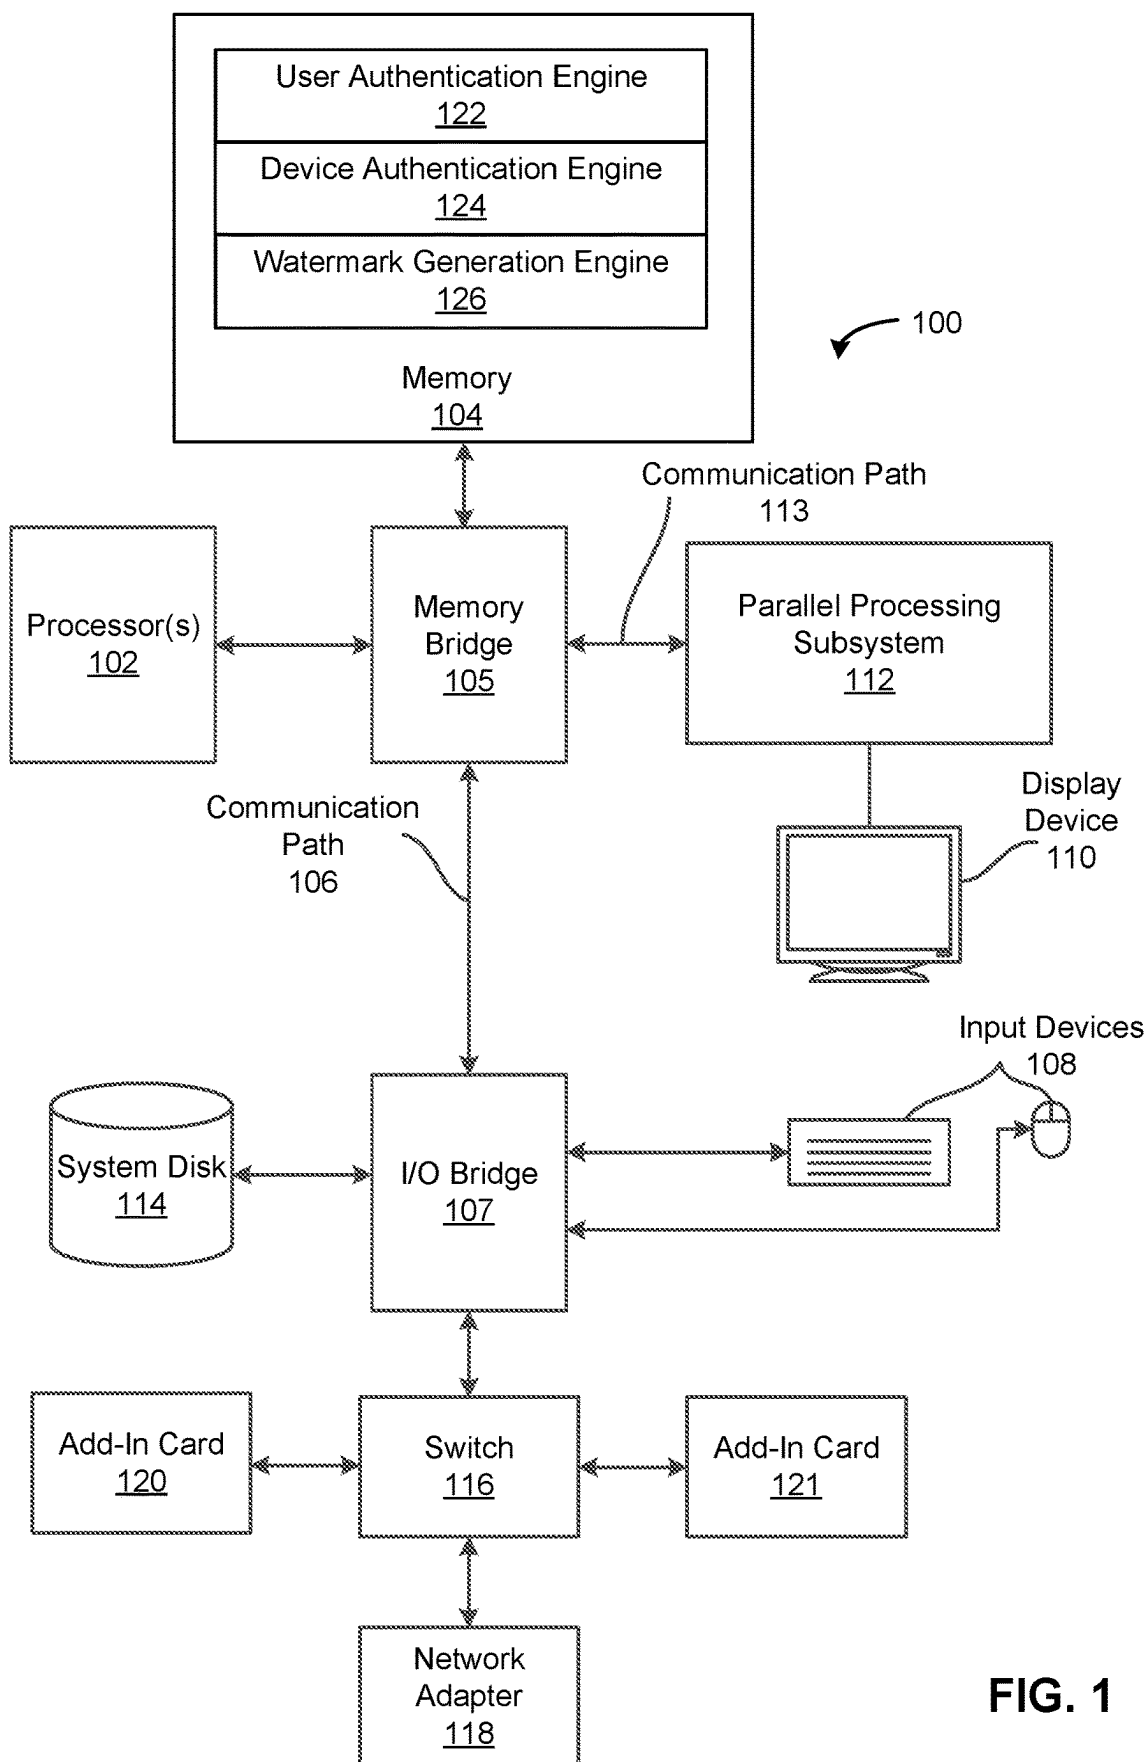 User Authentication Engine
122
Device Authentication Engine
124
Watermark Generation Engine
126
Memory
104
100
Communication Path
113
Processor(s)
102
Memory
Bridge
105
Parallel Processing
Subsystem
112
Communication
Path
106
Display
Device
110
Input Devices
108
System Disk
114
I/O Bridge
107
Add-In Card
120
Switch
116
Add-In Card
121
Network
Adapter
118
FIG. 1